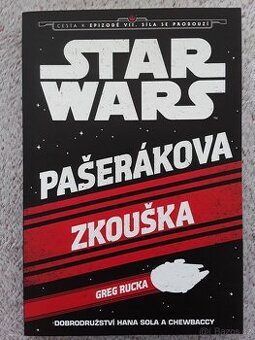 CESTA K EPIZODĚ VII. SÍLA SE PROBOUZÍ
STAR
WARS
PAŠERÁKOVA
ZKOUŠKA
GREG RUCKA
DOBRODRUŽSTVÍ HANA SOLA A CHEWBACCY